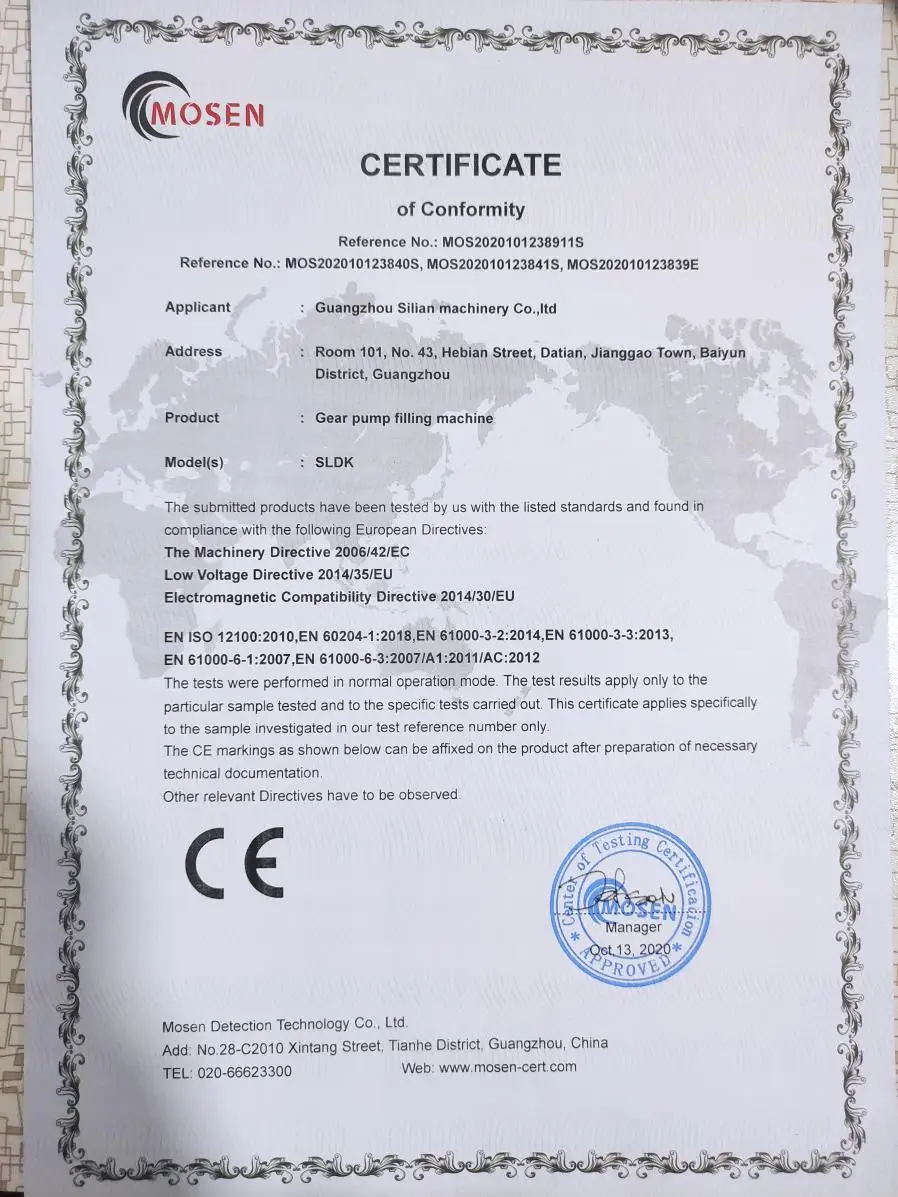 MOSEN
CERTIFICATE
of Conformity
Reference No.: MOS2020101238911S
Reference No.: MOS202010123840S, MOS202010123841S, MOS202010123839E
Applicant : Guangzhou Silian machinery Co.,ltd
Address : Room 101, No. 43, Hebian Street, Datian, Jianggao Town, Baiyun
District, Guangzhou
Product : Gear pump filling machine
Model(s) : SLDK
The submitted products have been tested by us with the listed standards and found in
compliance with the following European Directives:
The Machinery Directive 2006/42/EC
Low Voltage Directive 2014/35/EU
Electromagnetic Compatibility Directive 2014/30/EU
EN ISO 12100:2010,EN 60204-1:2018,EN 61000-3-2:2014,EN 61000-3-3:2013,
EN 61000-6-1:2007,EN 61000-6-3:2007/A1:2011/AC:2012
The tests were performed in normal operation mode. The test results apply only to the
particular sample tested and to the specific tests carried out. This certificate applies specifically
to the sample investigated in our test reference number only.
The CE markings as shown below can be affixed on the product after preparation of necessary
technical documentation.
Other relevant Directives have to be observed.
CE
Center of Testing Certification
MOSEN
Manager
Oct.13, 2020
* APPROVED *
Mosen Detection Technology Co., Ltd.
Add: No.28-C2010 Xintang Street, Tianhe District, Guangzhou, China
TEL: 020-66623300 Web: www.mosen-cert.com